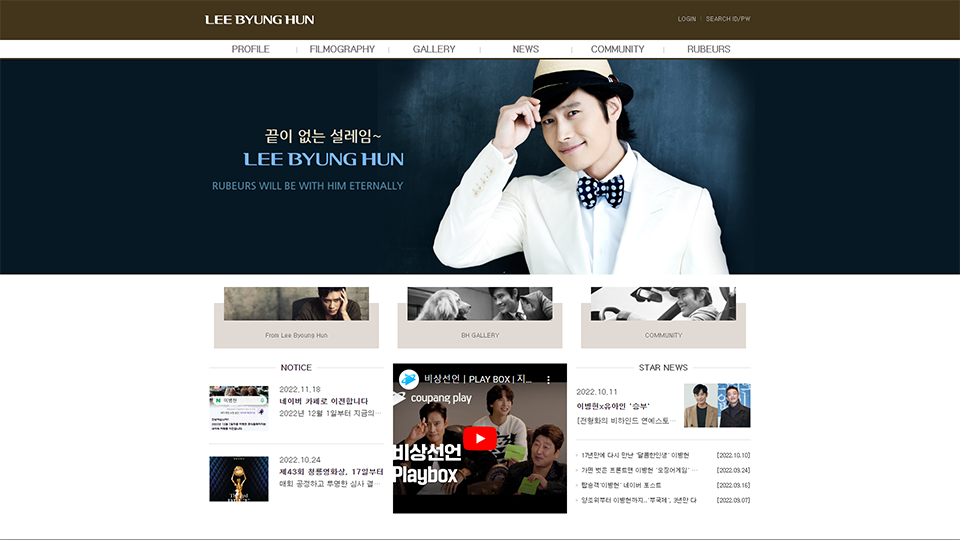 LEE BYUNG HUN
LOGIN | SEARCH ID/PW
PROFILE | FILMOGRAPHY | GALLERY | NEWS | COMMUNITY | RUBEURS
끝이 없는 설레임~
LEE BYUNG HUN
RUBEURS WILL BE WITH HIM ETERNALLY
From Lee Byoung Hun
BH GALLERY
COMMUNITY
NOTICE
2022.11.18
네이버 카페로 이전합니다
2022년 12월 1일부터 지금의…
이병헌
2022.10.24
제43회 청룡영화상, 17일부터
대회 공정하고 투명한 심사 결…
비상선언 | PLAY BOX | 지...
coupang play
비상선언
Playbox
STAR NEWS
2022.10.11
이병헌x유아인 '승부'
[전형화의 비하인드 연예스토…
17년만에 다시 만난 '달콤한인생' 이병헌 [2022.10.10]
가면 벗은 프론트맨 이병헌 '오징어게임' … [2022.09.24]
탑승객'이병헌' 네이버 포스트 [2022.09.16]
양조위부터 이병헌까지..'부국제', 3년만 다 [2022.09.07]